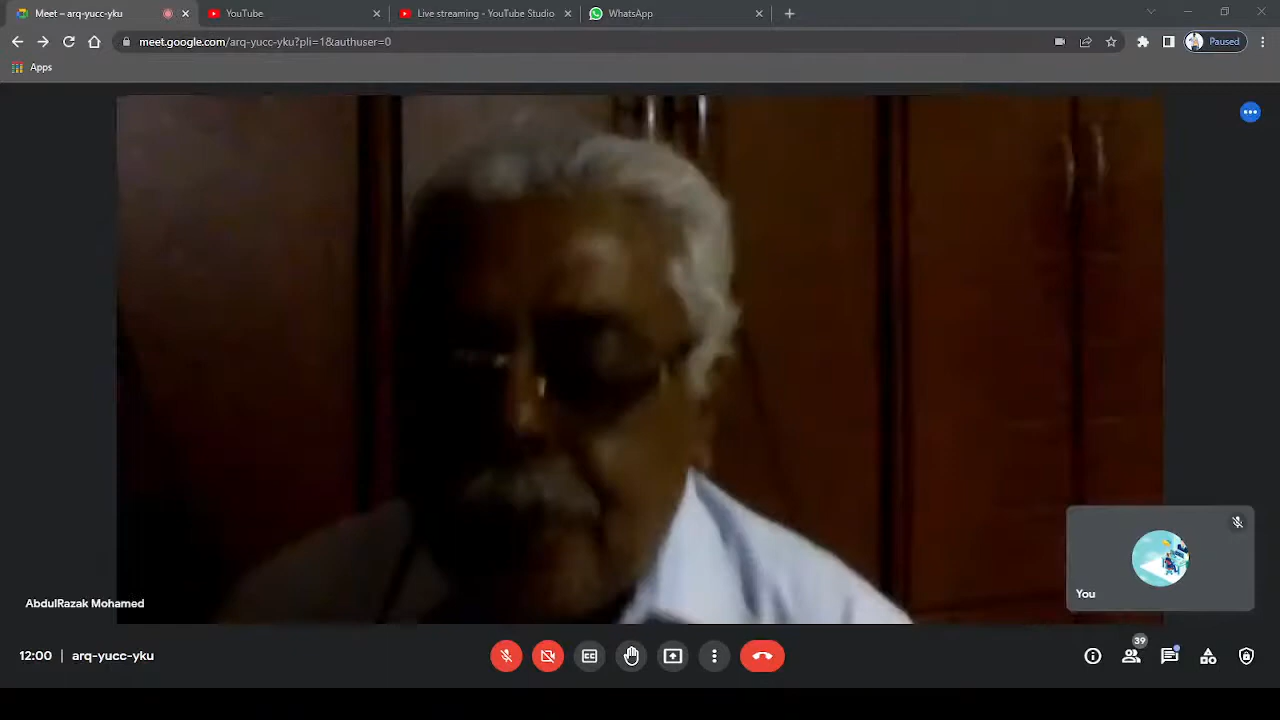 Meet – arq-yucc-yku
YouTube
Live streaming - YouTube Studio
WhatsApp
meet.google.com/arq-yucc-yku?pli=1&authuser=0
Paused
Apps
You
AbdulRazak Mohamed
12:00 | arq-yucc-yku
CC
39